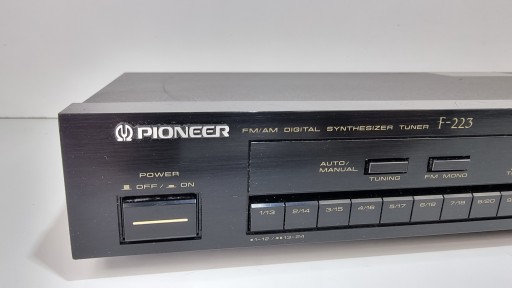 PIONEER FM/AM DIGITAL SYNTHESIZER TUNER F-223
AUTO/
MANUAL
TUNING FM MONO
POWER
OFF / ON
1/13 2/14 3/15 4/16 5/17 6/18 7/19 8/20